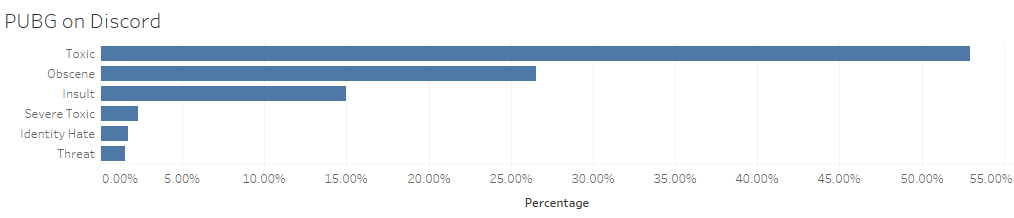 PUBG on Discord
Toxic
Obscene
Insult
Severe Toxic
Identity Hate
Threat
0.00% 5.00% 10.00% 15.00% 20.00% 25.00% 30.00% 35.00% 40.00% 45.00% 50.00% 55.00%
Percentage